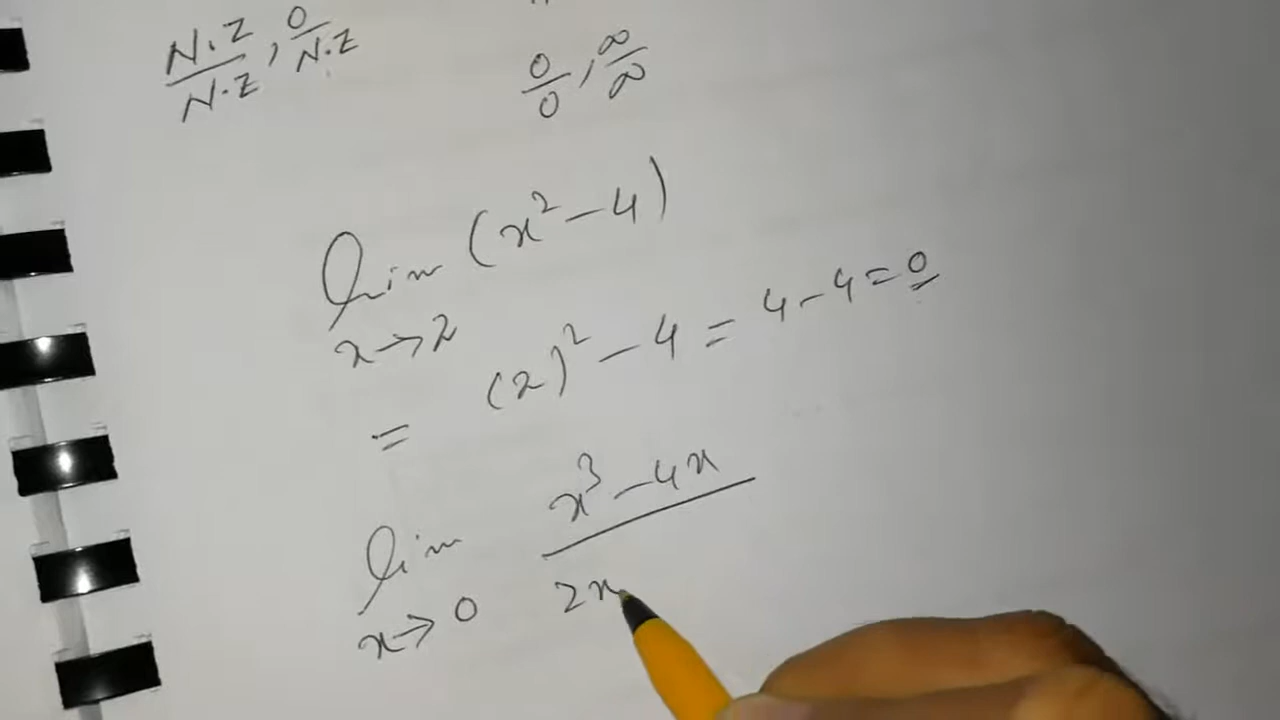 N.Z/N.Z , 0/N.Z
0/0 , ∞/∞
lim (x² - 4)
x→2
= (2)² - 4 = 4 - 4 = 0
lim x³ - 4x / 2x
x→0